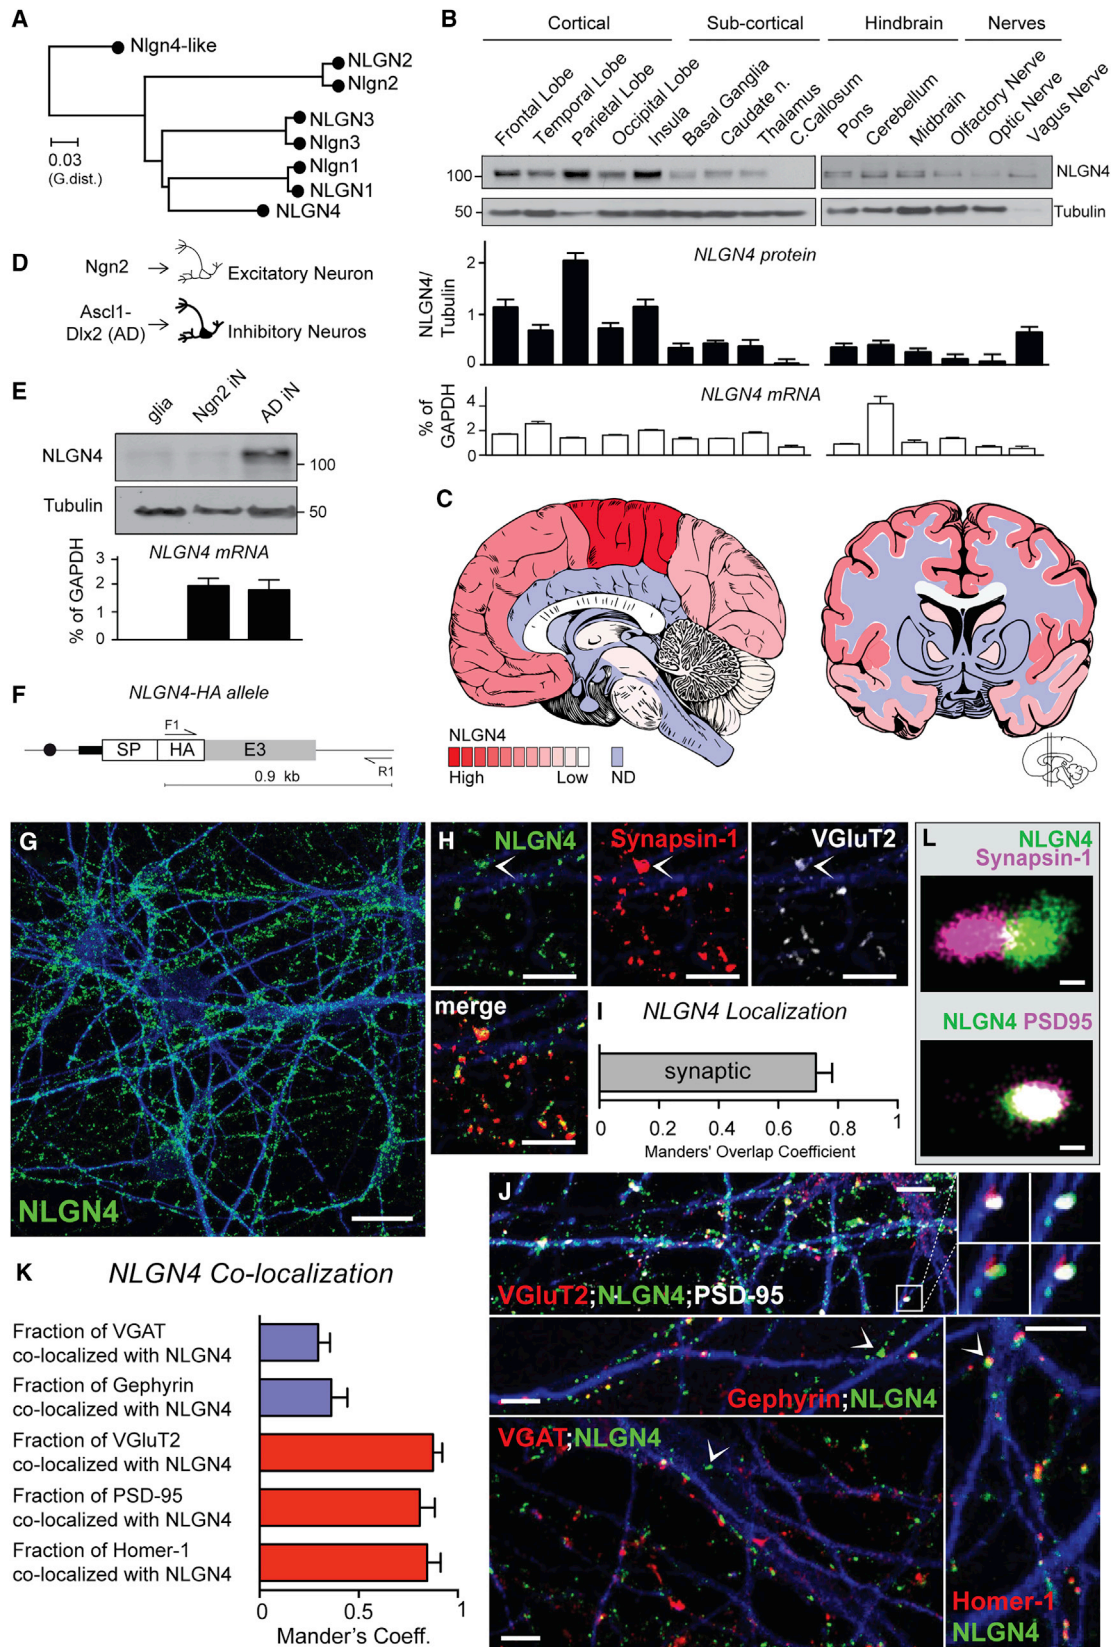 A
Nlgn4-like
NLGN2
Nlgn2
NLGN3
Nlgn3
Nlgn1
NLGN1
NLGN4
0.03
(G.dist.)
B
Cortical
Sub-cortical
Hindbrain
Nerves
Frontal Lobe
Temporal Lobe
Parietal Lobe
Occipital Lobe
Insula
Basal Ganglia
Caudate n.
Thalamus
C.Callosum
Pons
Cerebellum
Midbrain
Olfactory Nerve
Optic Nerve
Vagus Nerve
100
NLGN4
50
Tubulin
NLGN4 protein
NLGN4/
Tubulin
2
1
0
NLGN4 mRNA
% of
GAPDH
4
2
0
C
NLGN4
High
Low
ND
D
Ngn2
Excitatory Neuron
Ascl1-
Dlx2 (AD)
Inhibitory Neuros
E
glia
Ngn2 iN
AD iN
NLGN4
100
Tubulin
50
NLGN4 mRNA
% of GAPDH
3
2
1
0
F
NLGN4-HA allele
F1
SP
HA
E3
R1
0.9 kb
G
NLGN4
H
NLGN4
Synapsin-1
VGluT2
merge
I
NLGN4 Localization
synaptic
0
0.2
0.4
0.6
0.8
1
Manders' Overlap Coefficient
L
NLGN4
Synapsin-1
NLGN4 PSD95
J
VGluT2;NLGN4;PSD-95
Gephyrin;NLGN4
VGAT;NLGN4
Homer-1
NLGN4
K
NLGN4 Co-localization
Fraction of VGAT
co-localized with NLGN4
Fraction of Gephyrin
co-localized with NLGN4
Fraction of VGluT2
co-localized with NLGN4
Fraction of PSD-95
co-localized with NLGN4
Fraction of Homer-1
co-localized with NLGN4
0
0.5
1
Mander's Coeff.